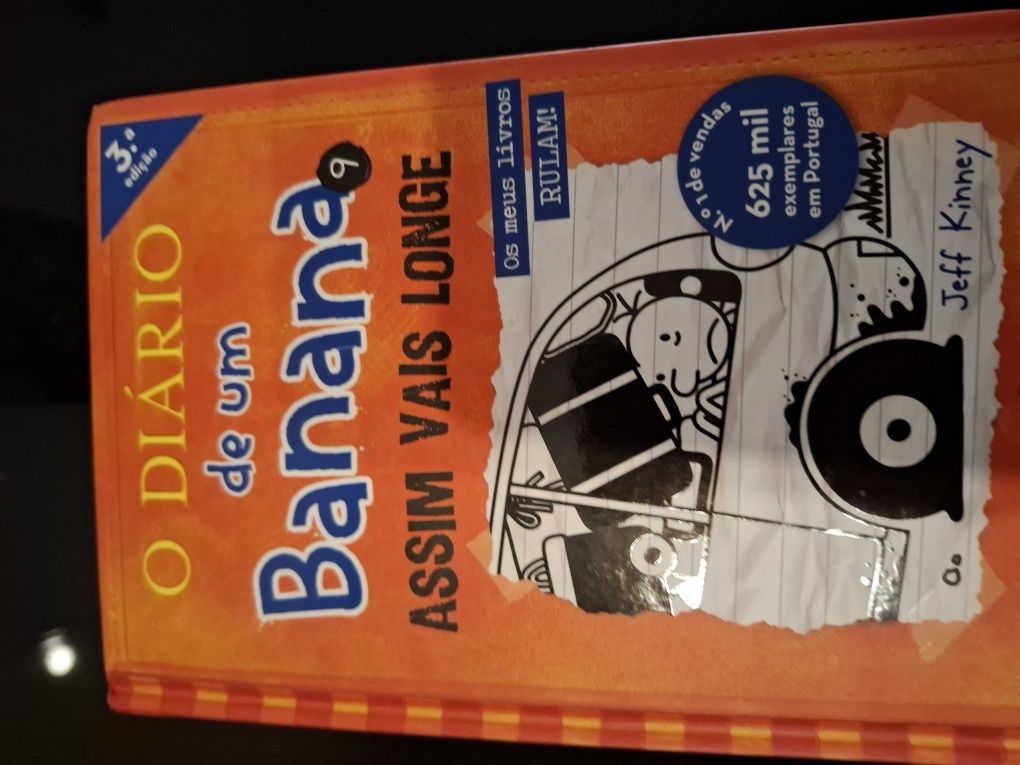 3.ª
edição
O DIÁRIO
de um
Banana
9
ASSIM VAIS LONGE
Os meus livros
RULAM!
N.º 1 de vendas
625 mil
exemplares
em Portugal
Jeff Kinney